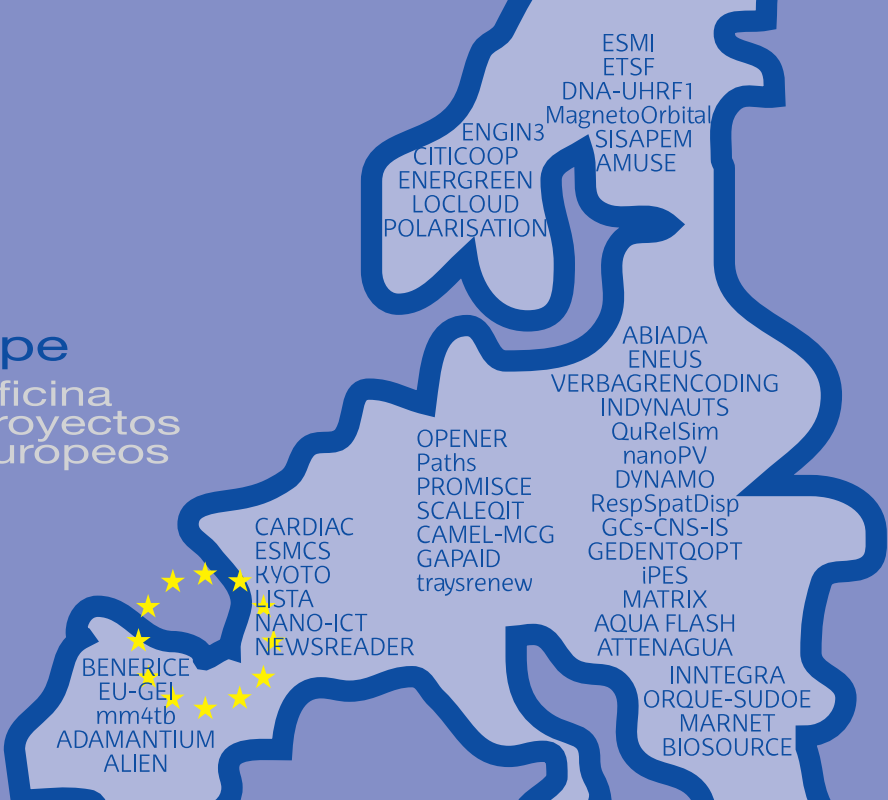 ESMI
ETSF
DNA-UHRF1
MagnetoOrbital
SISAPEM
AMUSE
ENGIN3
CITICOOP
ENERGREEN
LOCLOUD
POLARISATION
pe
ficina
royectos
uropeos
ABIADA
ENEUS
VERBAGRENCODING
INDYNAUTS
QuRelSim
nanoPV
DYNAMO
RespSpatDisp
GCs-CNS-IS
GEDENTQOPT
iPES
MATRIX
AQUA FLASH
ATTENAGUA
INNTEGRA
ORQUE-SUDOE
MARNET
BIOSOURCE
OPENER
Paths
PROMISCE
SCALEQIT
CAMEL-MCG
GAPAID
traysrenew
CARDIAC
ESMCS
KYOTO
LISTA
NANO-ICT
NEWSREADER
BENERICE
EU-GEI
mm4tb
ADAMANTIUM
ALIEN